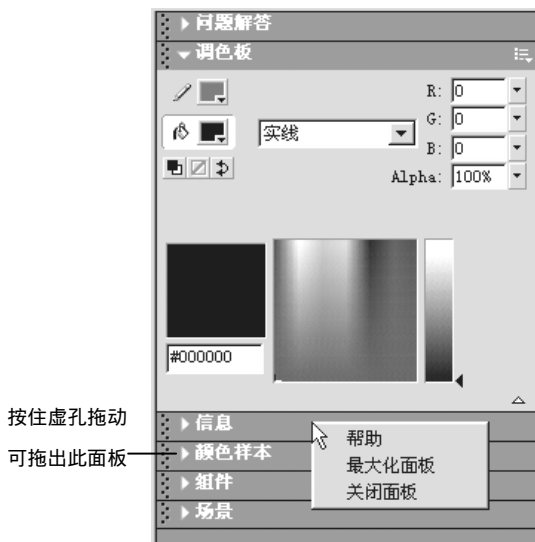 问题解答
调色板
R: 0
实线
G: 0
B: 0
Alpha: 100%
#000000
信息
按住虚孔拖动
可拖出此面板
颜色样本
组件
场景
帮助
最大化面板
关闭面板